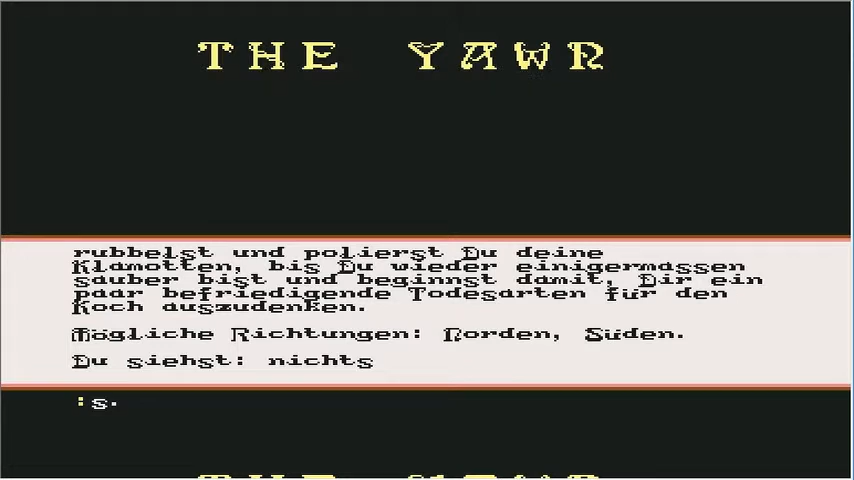 THE YAWN
rubbelst und polierst Du deine
Klamotten, bis Du wieder einigermassen
sauber bist und beginnst damit, Dir ein
paar befriedigende Todesarten für den
Koch auszudenken.
Mögliche Richtungen: Norden, Süden.
Du siehst: nichts
:s.